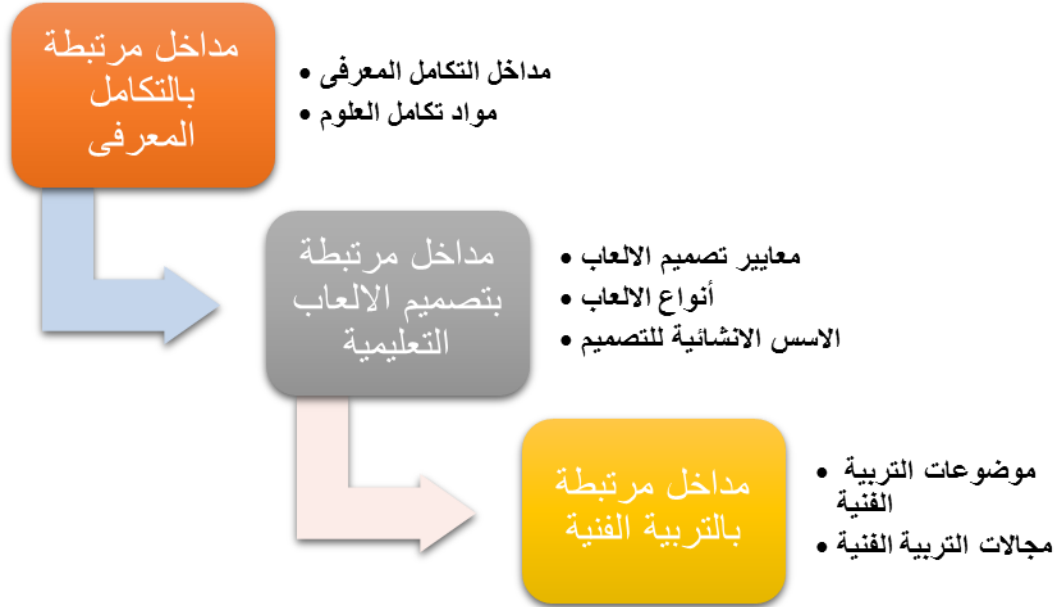 مداخل مرتبطة
بالتكامل
المعرفى
مداخل التكامل المعرفى
مواد تكامل العلوم
مداخل مرتبطة
بتصميم الالعاب
التعليمية
معايير تصميم الالعاب
أنواع الالعاب
الاسس الانشائية للتصميم
مداخل مرتبطة
بالتربية الفنية
موضوعات التربية
الفنية
مجالات التربية الفنية